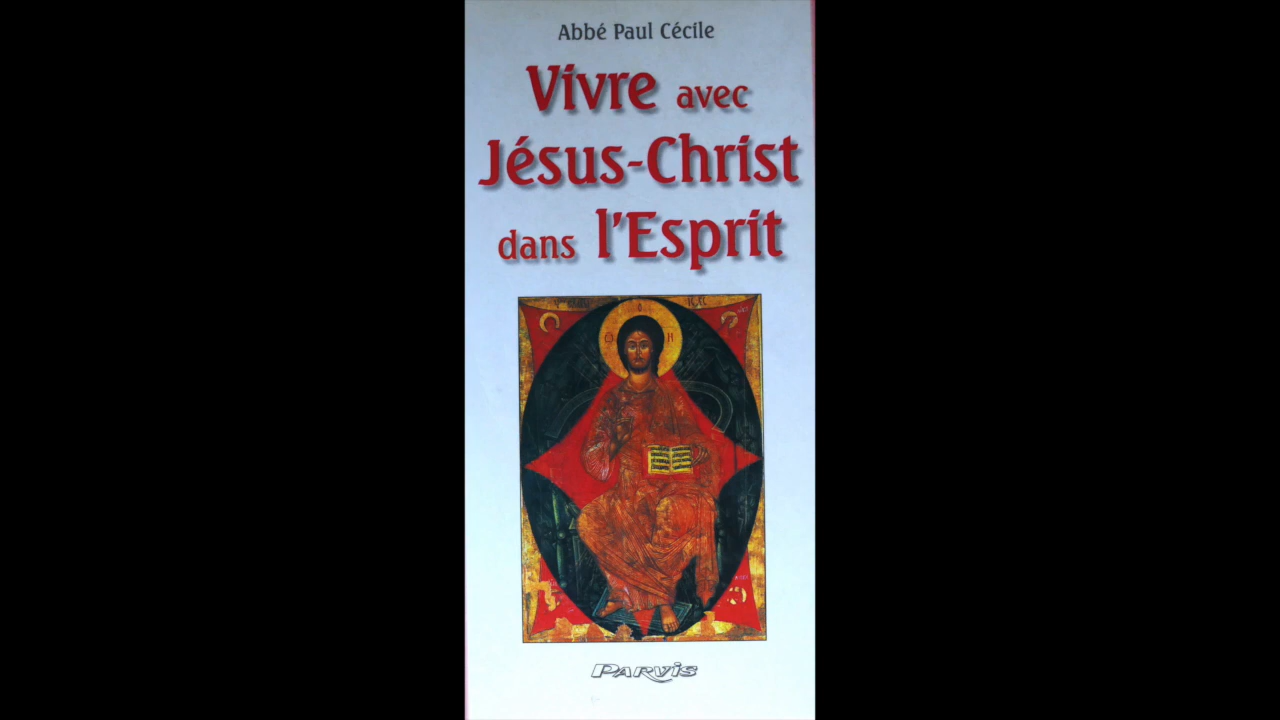 Abbé Paul Cécile
Vivre avec
Jésus-Christ
dans l'Esprit
PARVIS